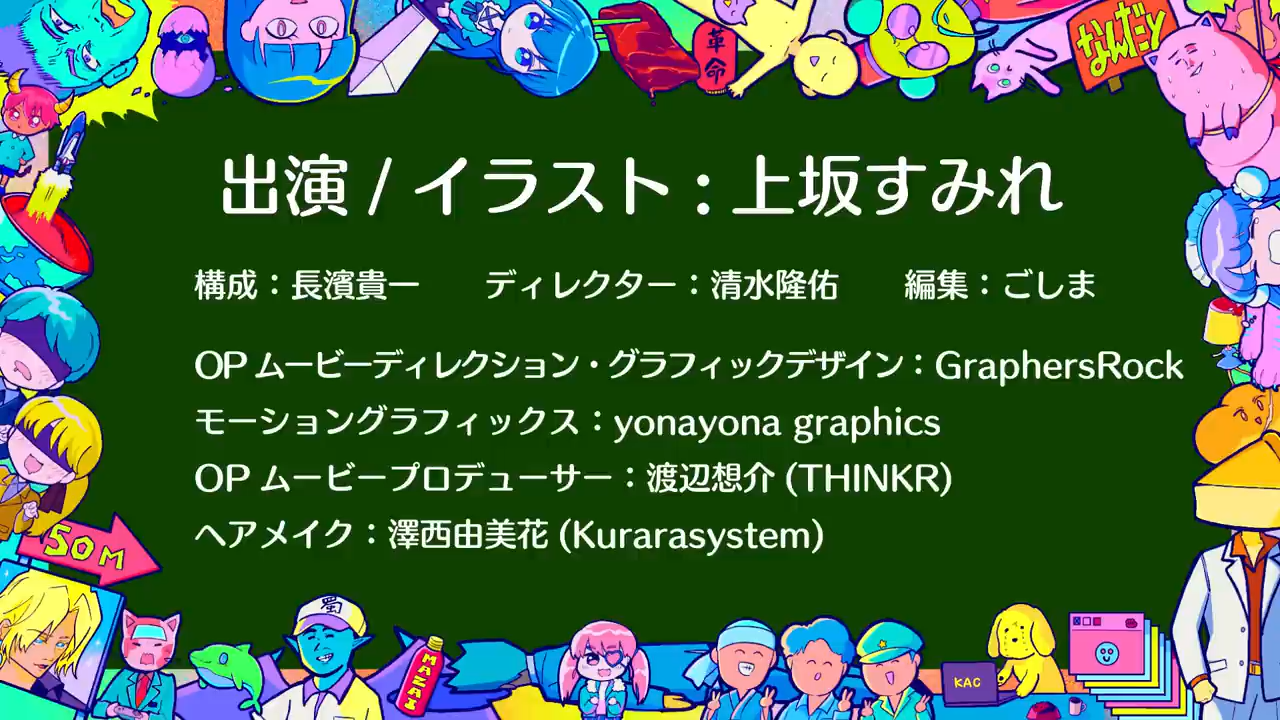 革命
なんだY
出演 / イラスト : 上坂すみれ
構成 : 長濱貴一 ディレクター : 清水隆佑 編集 : ごしま
OP ムービーディレクション・グラフィックデザイン : GraphersRock
モーショングラフィックス : yonayona graphics
OP ムービープロデューサー : 渡辺想介 (THINKR)
ヘアメイク : 澤西由美花 (Kurarasystem)
SOM
蜀
MAZAI
KAC